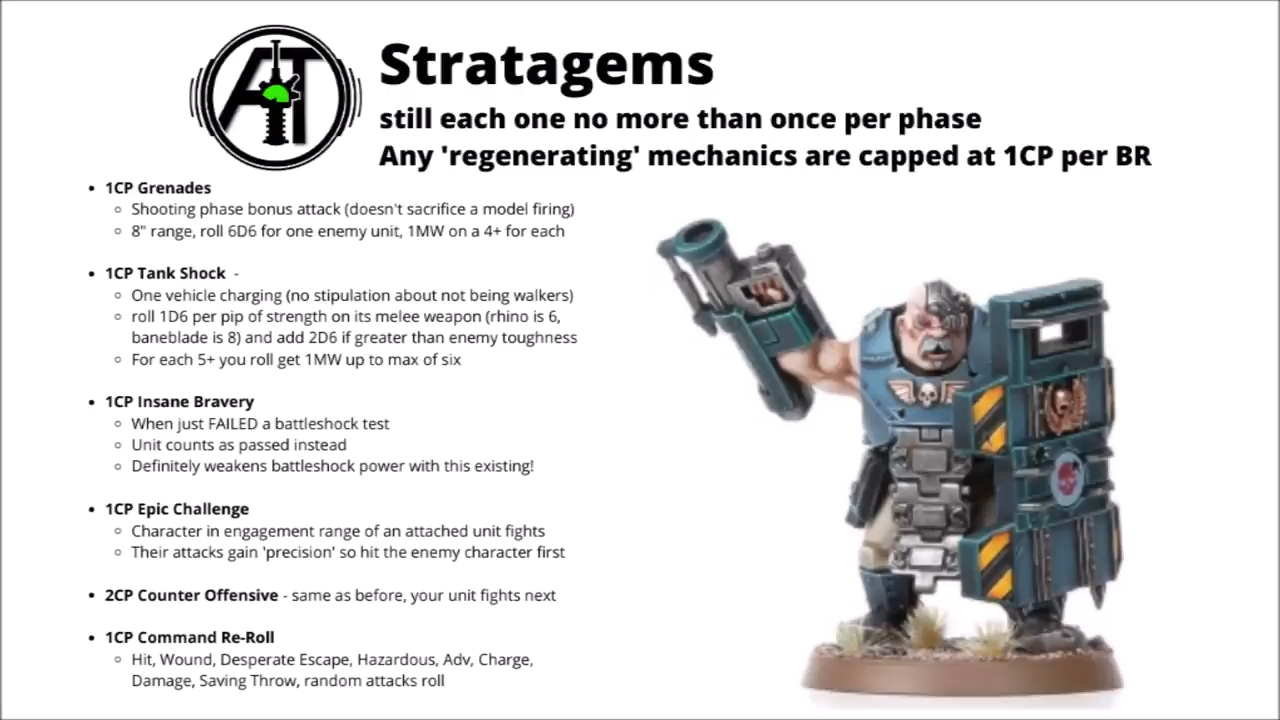 AT
Stratagems
still each one no more than once per phase
Any 'regenerating' mechanics are capped at 1CP per BR
• 1CP Grenades
◦ Shooting phase bonus attack (doesn't sacrifice a model firing)
◦ 8" range, roll 6D6 for one enemy unit, 1MW on a 4+ for each
• 1CP Tank Shock -
◦ One vehicle charging (no stipulation about not being walkers)
◦ roll 1D6 per pip of strength on its melee weapon (rhino is 6,
baneblade is 8) and add 2D6 if greater than enemy toughness
◦ For each 5+ you roll get 1MW up to max of six
• 1CP Insane Bravery
◦ When just FAILED a battleshock test
◦ Unit counts as passed instead
◦ Definitely weakens battleshock power with this existing!
• 1CP Epic Challenge
◦ Character in engagement range of an attached unit fights
◦ Their attacks gain 'precision' so hit the enemy character first
• 2CP Counter Offensive - same as before, your unit fights next
• 1CP Command Re-Roll
◦ Hit, Wound, Desperate Escape, Hazardous, Adv, Charge,
Damage, Saving Throw, random attacks roll